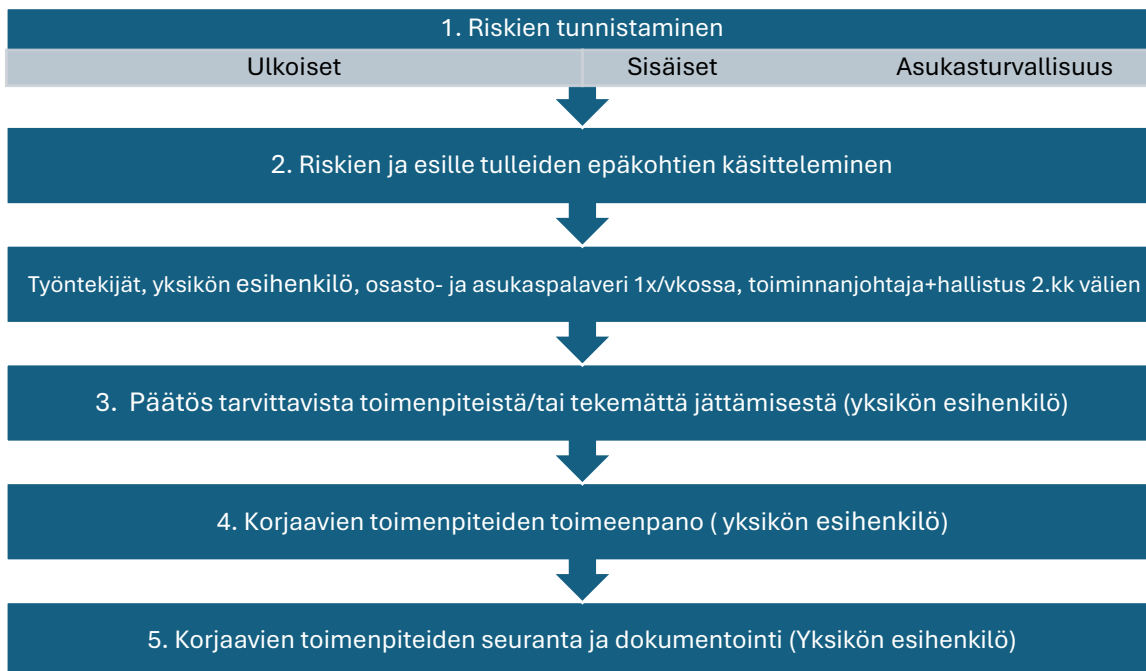 1. Riskien tunnistaminen
Ulkoiset Sisäiset Asukasturvallisuus
2. Riskien ja esille tulleiden epäkohtien käsitteleminen
Työntekijät, yksikön esihenkilö, osasto- ja asukaspalaveri 1x/vkossa, toiminnanjohtaja+hallistus 2.kk välien
3. Päätös tarvittavista toimenpiteistä/tai tekemättä jättämisestä (yksikön esihenkilö)
4. Korjaavien toimenpiteiden toimeenpano ( yksikön esihenkilö)
5. Korjaavien toimenpiteiden seuranta ja dokumentointi (Yksikön esihenkilö)